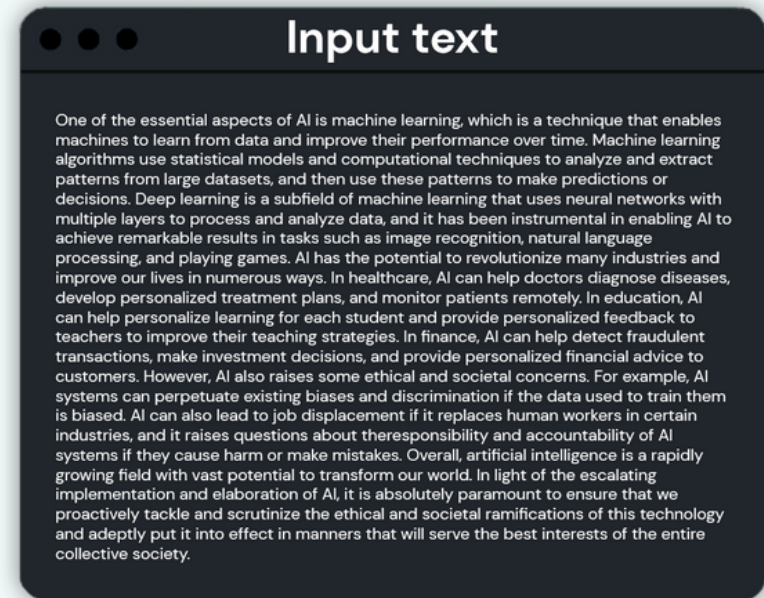 Input text
One of the essential aspects of AI is machine learning, which is a technique that enables
machines to learn from data and improve their performance over time. Machine learning
algorithms use statistical models and computational techniques to analyze and extract
patterns from large datasets, and then use these patterns to make predictions or
decisions. Deep learning is a subfield of machine learning that uses neural networks with
multiple layers to process and analyze data, and it has been instrumental in enabling AI to
achieve remarkable results in tasks such as image recognition, natural language
processing, and playing games. AI has the potential to revolutionize many industries and
improve our lives in numerous ways. In healthcare, AI can help doctors diagnose diseases,
develop personalized treatment plans, and monitor patients remotely. In education, AI
can help personalize learning for each student and provide personalized feedback to
teachers to improve their teaching strategies. In finance, AI can help detect fraudulent
transactions, make investment decisions, and provide personalized financial advice to
customers. However, AI also raises some ethical and societal concerns. For example, AI
systems can perpetuate existing biases and discrimination if the data used to train them
is biased. AI can also lead to job displacement if it replaces human workers in certain
industries, and it raises questions about theresponsibility and accountability of AI
systems if they cause harm or make mistakes. Overall, artificial intelligence is a rapidly
growing field with vast potential to transform our world. In light of the escalating
implementation and elaboration of AI, it is absolutely paramount to ensure that we
proactively tackle and scrutinize the ethical and societal ramifications of this technology
and adeptly put it into effect in manners that will serve the best interests of the entire
collective society.